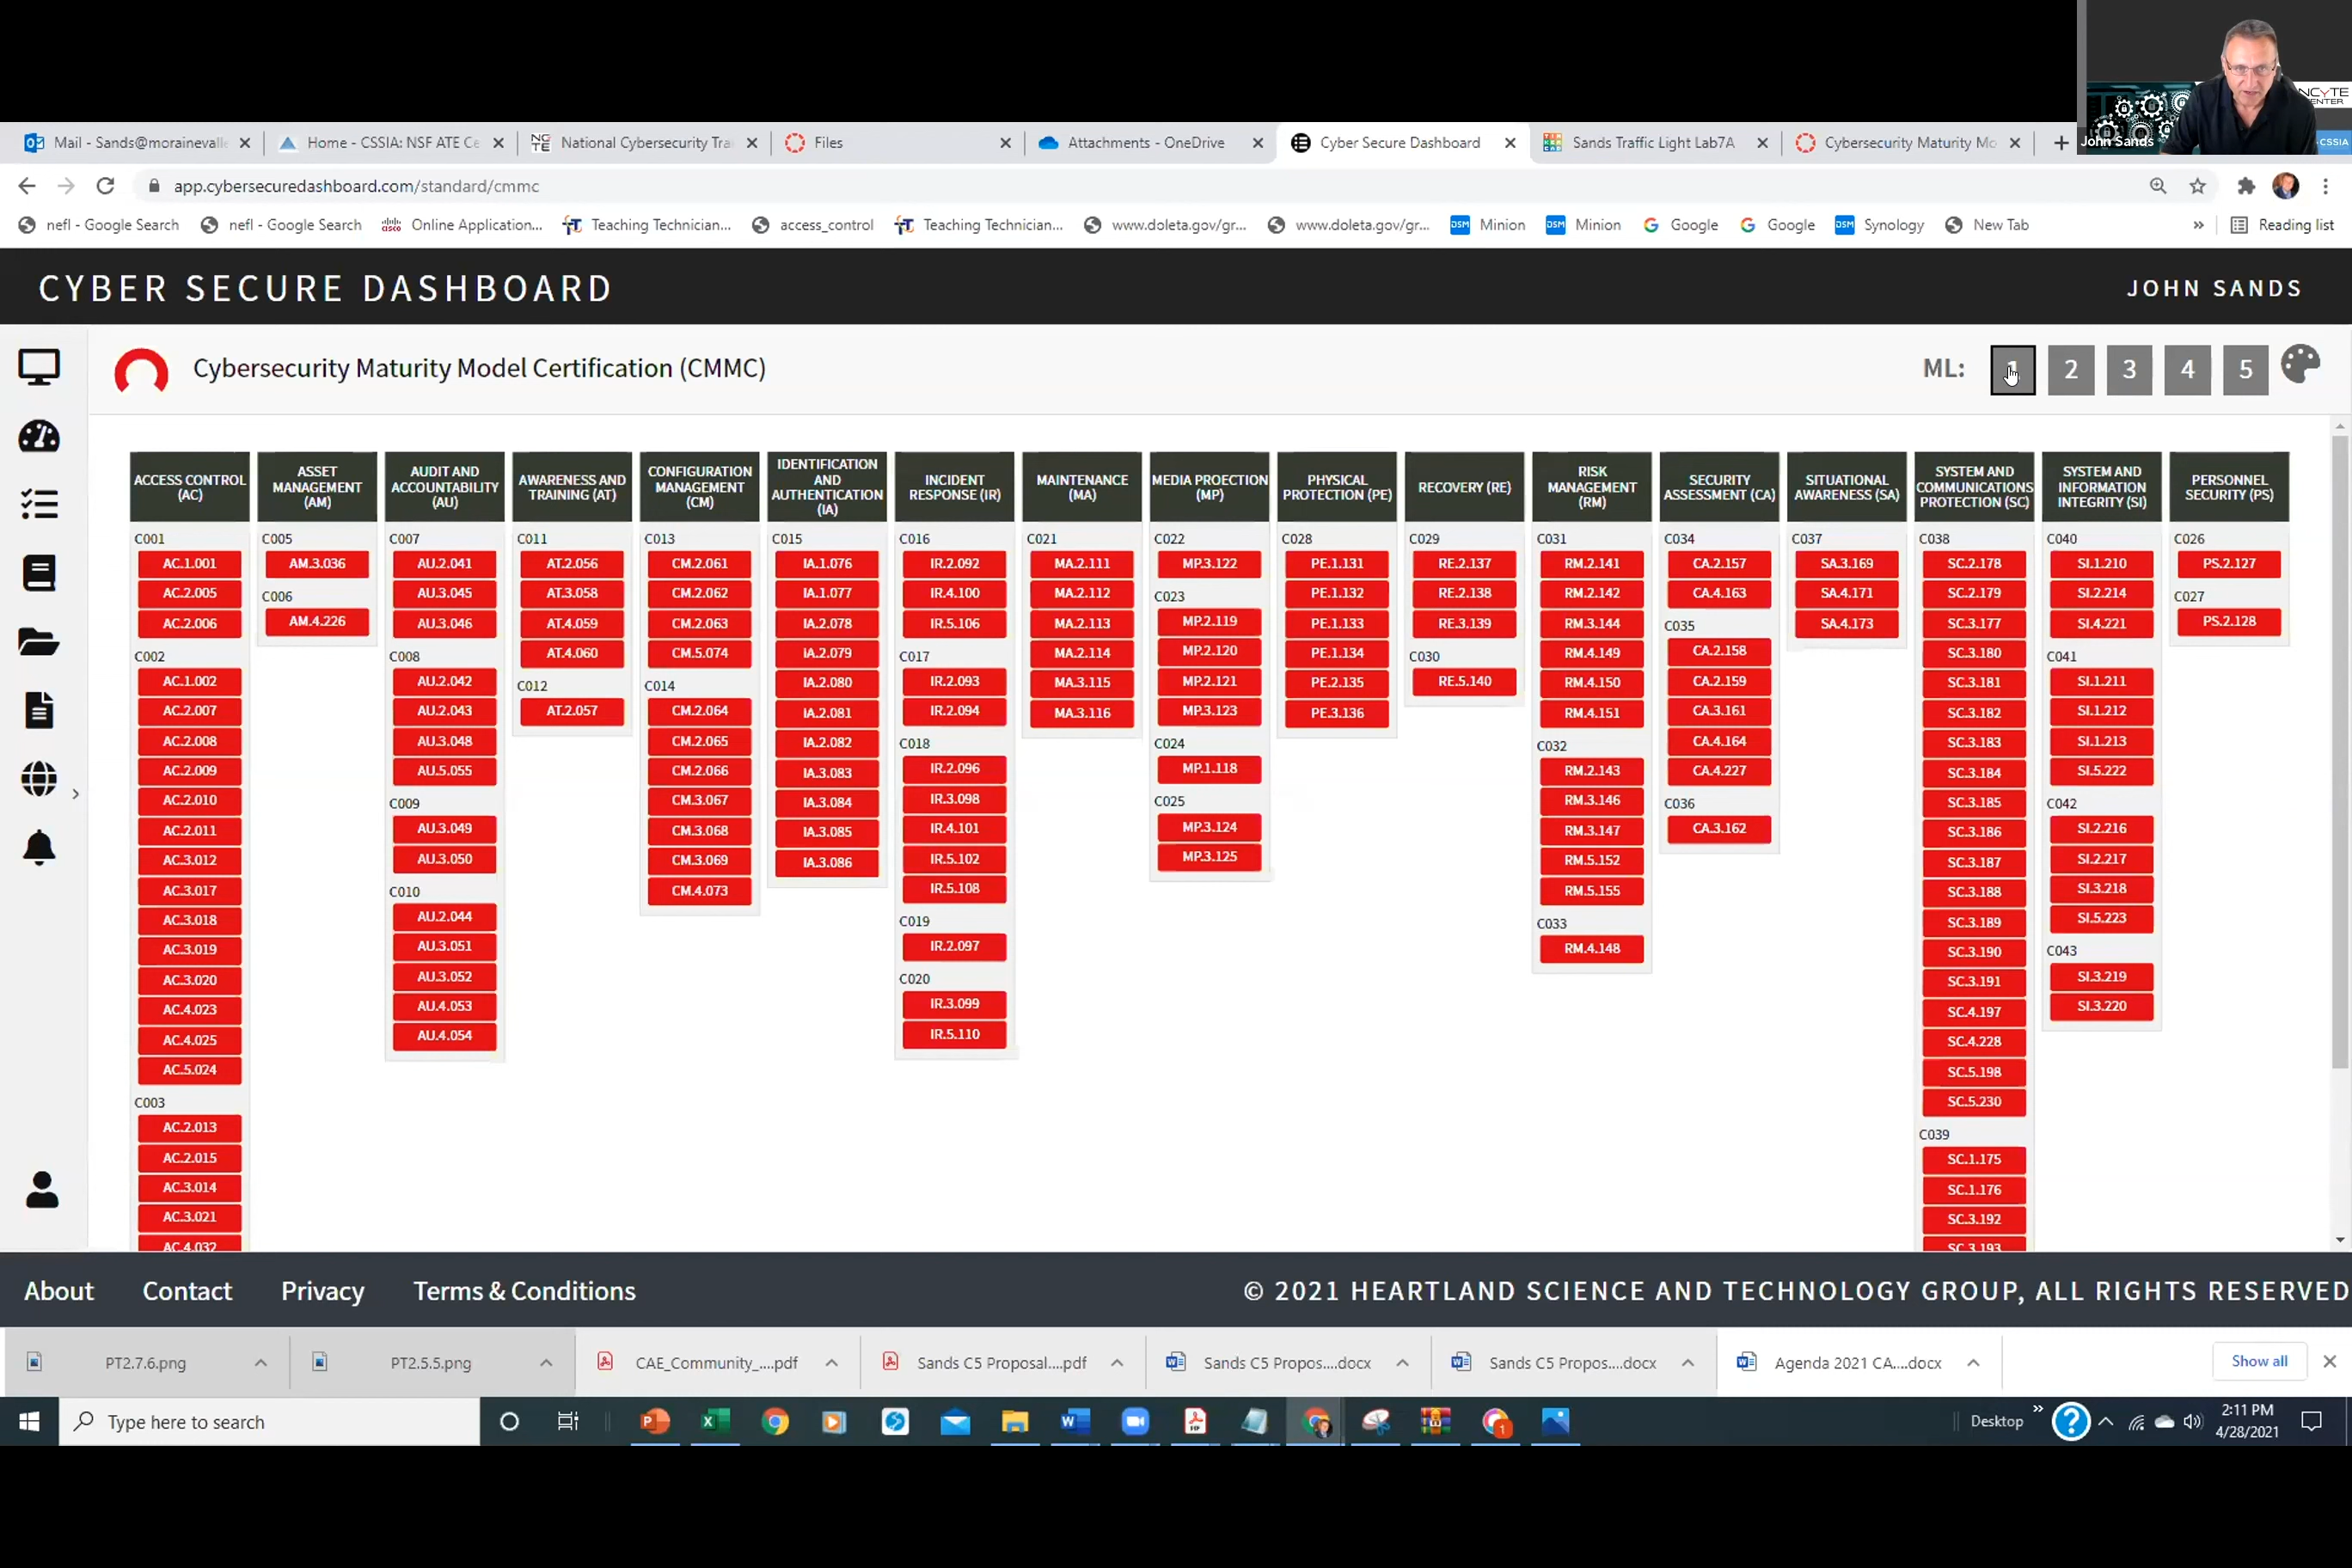 NCYTE
CENTER
CSSIA
John Sands
Mail - Sands@morainevalle
Home - CSSIA: NSF ATE Ce
National Cybersecurity Trai
Files
Attachments - OneDrive
Cyber Secure Dashboard
Sands Traffic Light Lab7A
Cybersecurity Maturity Mo
app.cybersecuredashboard.com/standard/cmmc
nefl - Google Search
nefl - Google Search
Online Application...
Teaching Technician...
access_control
Teaching Technician...
www.doleta.gov/gr...
www.doleta.gov/gr...
Minion
Minion
Google
Google
Synology
New Tab
»
Reading list
CYBER SECURE DASHBOARD
JOHN SANDS
Cybersecurity Maturity Model Certification (CMMC)
ML:
1
2
3
4
5
ACCESS CONTROL
(AC)
C001
AC.1.001
AC.2.005
AC.2.006
C002
AC.1.002
AC.2.007
AC.2.008
AC.2.009
AC.2.010
AC.2.011
AC.3.012
AC.3.017
AC.3.018
AC.3.019
AC.3.020
AC.4.023
AC.4.025
AC.5.024
C003
AC.2.013
AC.2.015
AC.3.014
AC.3.021
AC.4.032
ASSET
MANAGEMENT
(AM)
C005
AM.3.036
C006
AM.4.226
AUDIT AND
ACCOUNTABILITY
(AU)
C007
AU.2.041
AU.3.045
AU.3.046
C008
AU.2.042
AU.2.043
AU.3.048
AU.5.055
C009
AU.3.049
AU.3.050
C010
AU.2.044
AU.3.051
AU.3.052
AU.4.053
AU.4.054
AWARENESS AND
TRAINING (AT)
C011
AT.2.056
AT.3.058
AT.4.059
AT.4.060
C012
AT.2.057
CONFIGURATION
MANAGEMENT
(CM)
C013
CM.2.061
CM.2.062
CM.2.063
CM.5.074
C014
CM.2.064
CM.2.065
CM.2.066
CM.3.067
CM.3.068
CM.3.069
CM.4.073
IDENTIFICATION
AND
AUTHENTICATION
(IA)
C015
IA.1.076
IA.1.077
IA.2.078
IA.2.079
IA.2.080
IA.2.081
IA.2.082
IA.3.083
IA.3.084
IA.3.085
IA.3.086
INCIDENT
RESPONSE (IR)
C016
IR.2.092
IR.4.100
IR.5.106
C017
IR.2.093
IR.2.094
C018
IR.2.096
IR.3.098
IR.4.101
IR.5.102
IR.5.108
C019
IR.2.097
C020
IR.3.099
IR.5.110
MAINTENANCE
(MA)
C021
MA.2.111
MA.2.112
MA.2.113
MA.2.114
MA.3.115
MA.3.116
MEDIA PROECTION
(MP)
C022
MP.3.122
C023
MP.2.119
MP.2.120
MP.2.121
MP.3.123
C024
MP.1.118
C025
MP.3.124
MP.3.125
PHYSICAL
PROTECTION (PE)
C028
PE.1.131
PE.1.132
PE.1.133
PE.1.134
PE.2.135
PE.3.136
RECOVERY (RE)
C029
RE.2.137
RE.2.138
RE.3.139
C030
RE.5.140
RISK
MANAGEMENT
(RM)
C031
RM.2.141
RM.2.142
RM.3.144
RM.4.149
RM.4.150
RM.4.151
C032
RM.2.143
RM.3.146
RM.3.147
RM.5.152
RM.5.155
C033
RM.4.148
SECURITY
ASSESSMENT (CA)
C034
CA.2.157
CA.4.163
C035
CA.2.158
CA.2.159
CA.3.161
CA.4.164
CA.4.227
C036
CA.3.162
SITUATIONAL
AWARENESS (SA)
C037
SA.3.169
SA.4.171
SA.4.173
SYSTEM AND
COMMUNICATIONS
PROTECTION (SC)
C038
SC.2.178
SC.2.179
SC.3.177
SC.3.180
SC.3.181
SC.3.182
SC.3.183
SC.3.184
SC.3.185
SC.3.186
SC.3.187
SC.3.188
SC.3.189
SC.3.190
SC.3.191
SC.4.197
SC.4.228
SC.5.198
SC.5.230
C039
SC.1.175
SC.1.176
SC.3.192
SC.3.193
SYSTEM AND
INFORMATION
INTEGRITY (SI)
C040
SI.1.210
SI.2.214
SI.4.221
C041
SI.1.211
SI.1.212
SI.1.213
SI.5.222
C042
SI.2.216
SI.2.217
SI.3.218
SI.5.223
C043
SI.3.219
SI.3.220
PERSONNEL
SECURITY (PS)
C026
PS.2.127
C027
PS.2.128
About
Contact
Privacy
Terms & Conditions
© 2021 HEARTLAND SCIENCE AND TECHNOLOGY GROUP, ALL RIGHTS RESERVED
PT2.7.6.png
PT2.5.5.png
CAE_Community_....pdf
Sands C5 Proposal....pdf
Sands C5 Propos....docx
Sands C5 Propos....docx
Agenda 2021 CA....docx
Show all
Type here to search
Desktop
2:11 PM
4/28/2021